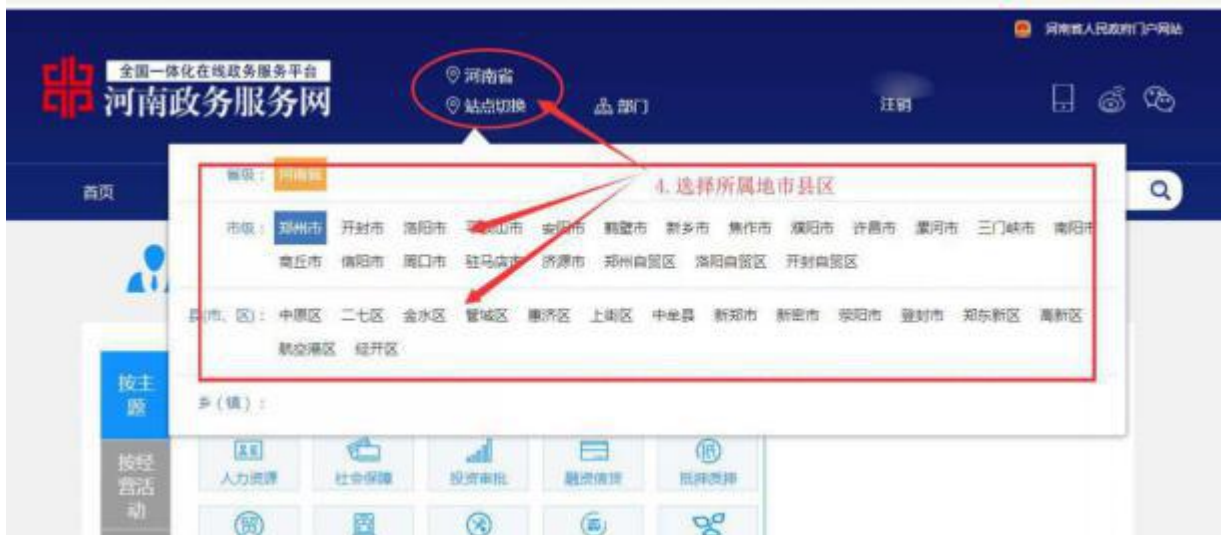 河南省人民政府门户网站
全国一体化在线政务服务平台
河南政务服务网
河南省
站点切换
部门
注销
首页
省级： 河南省
4.选择所属地市县区
市级： 郑州市 开封市 洛阳市 平顶山市 安阳市 鹤壁市 新乡市 焦作市 濮阳市 许昌市 漯河市 三门峡市 南阳市
商丘市 信阳市 周口市 驻马店市 济源市 郑州自贸区 洛阳自贸区 开封自贸区
县(市、区)： 中原区 二七区 金水区 管城区 惠济区 上街区 中牟县 新郑市 新密市 荥阳市 登封市 郑东新区 高新区
航空港区 经开区
乡(镇)：
按主
题
按经
营活
动
人力资源 社会保障 投资审批 融资信贷 抵押质押